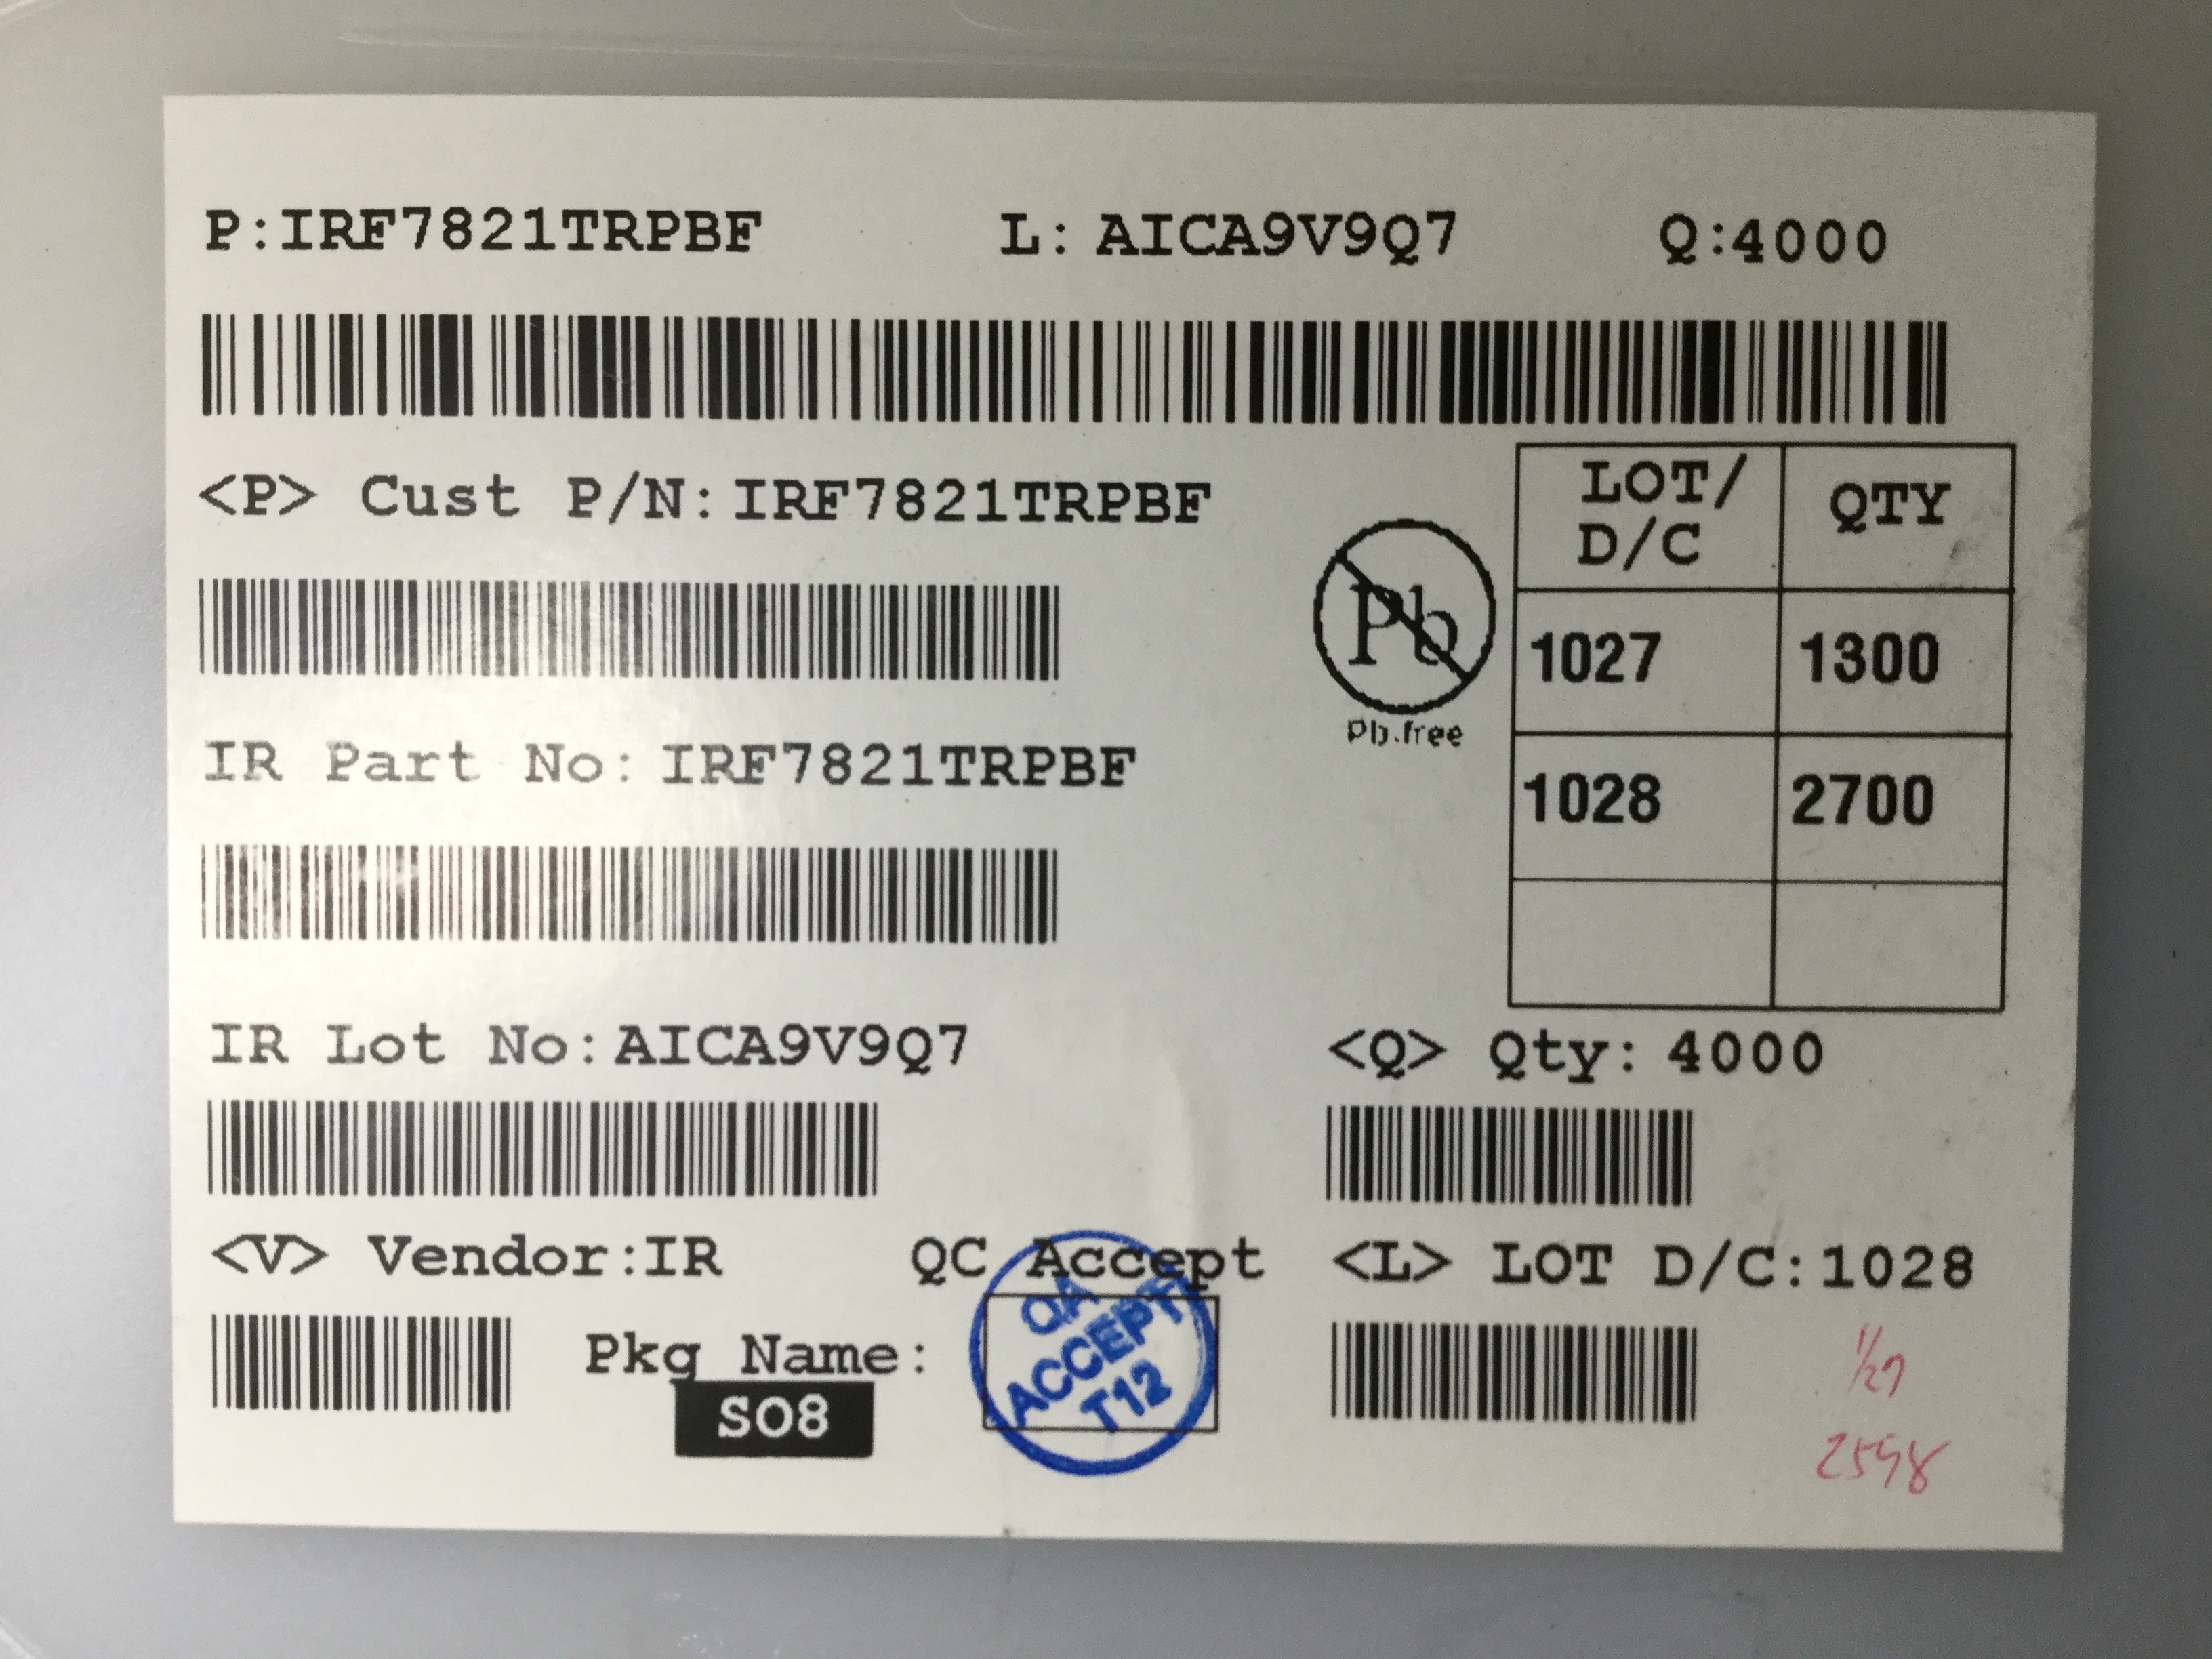 P:IRF7821TRPBF L: AICA9V9Q7 Q:4000
<P> Cust P/N:IRF7821TRPBF
LOT/ D/C QTY
1027 1300
1028 2700
Pb
Pb.free
IR Part No:IRF7821TRPBF
IR Lot No:AICA9V9Q7
<Q> Qty: 4000
<V> Vendor:IR
QC Accept
<L> LOT D/C:1028
Pkg Name:
SO8
QA
ACCEPT
T12
1/27
2598